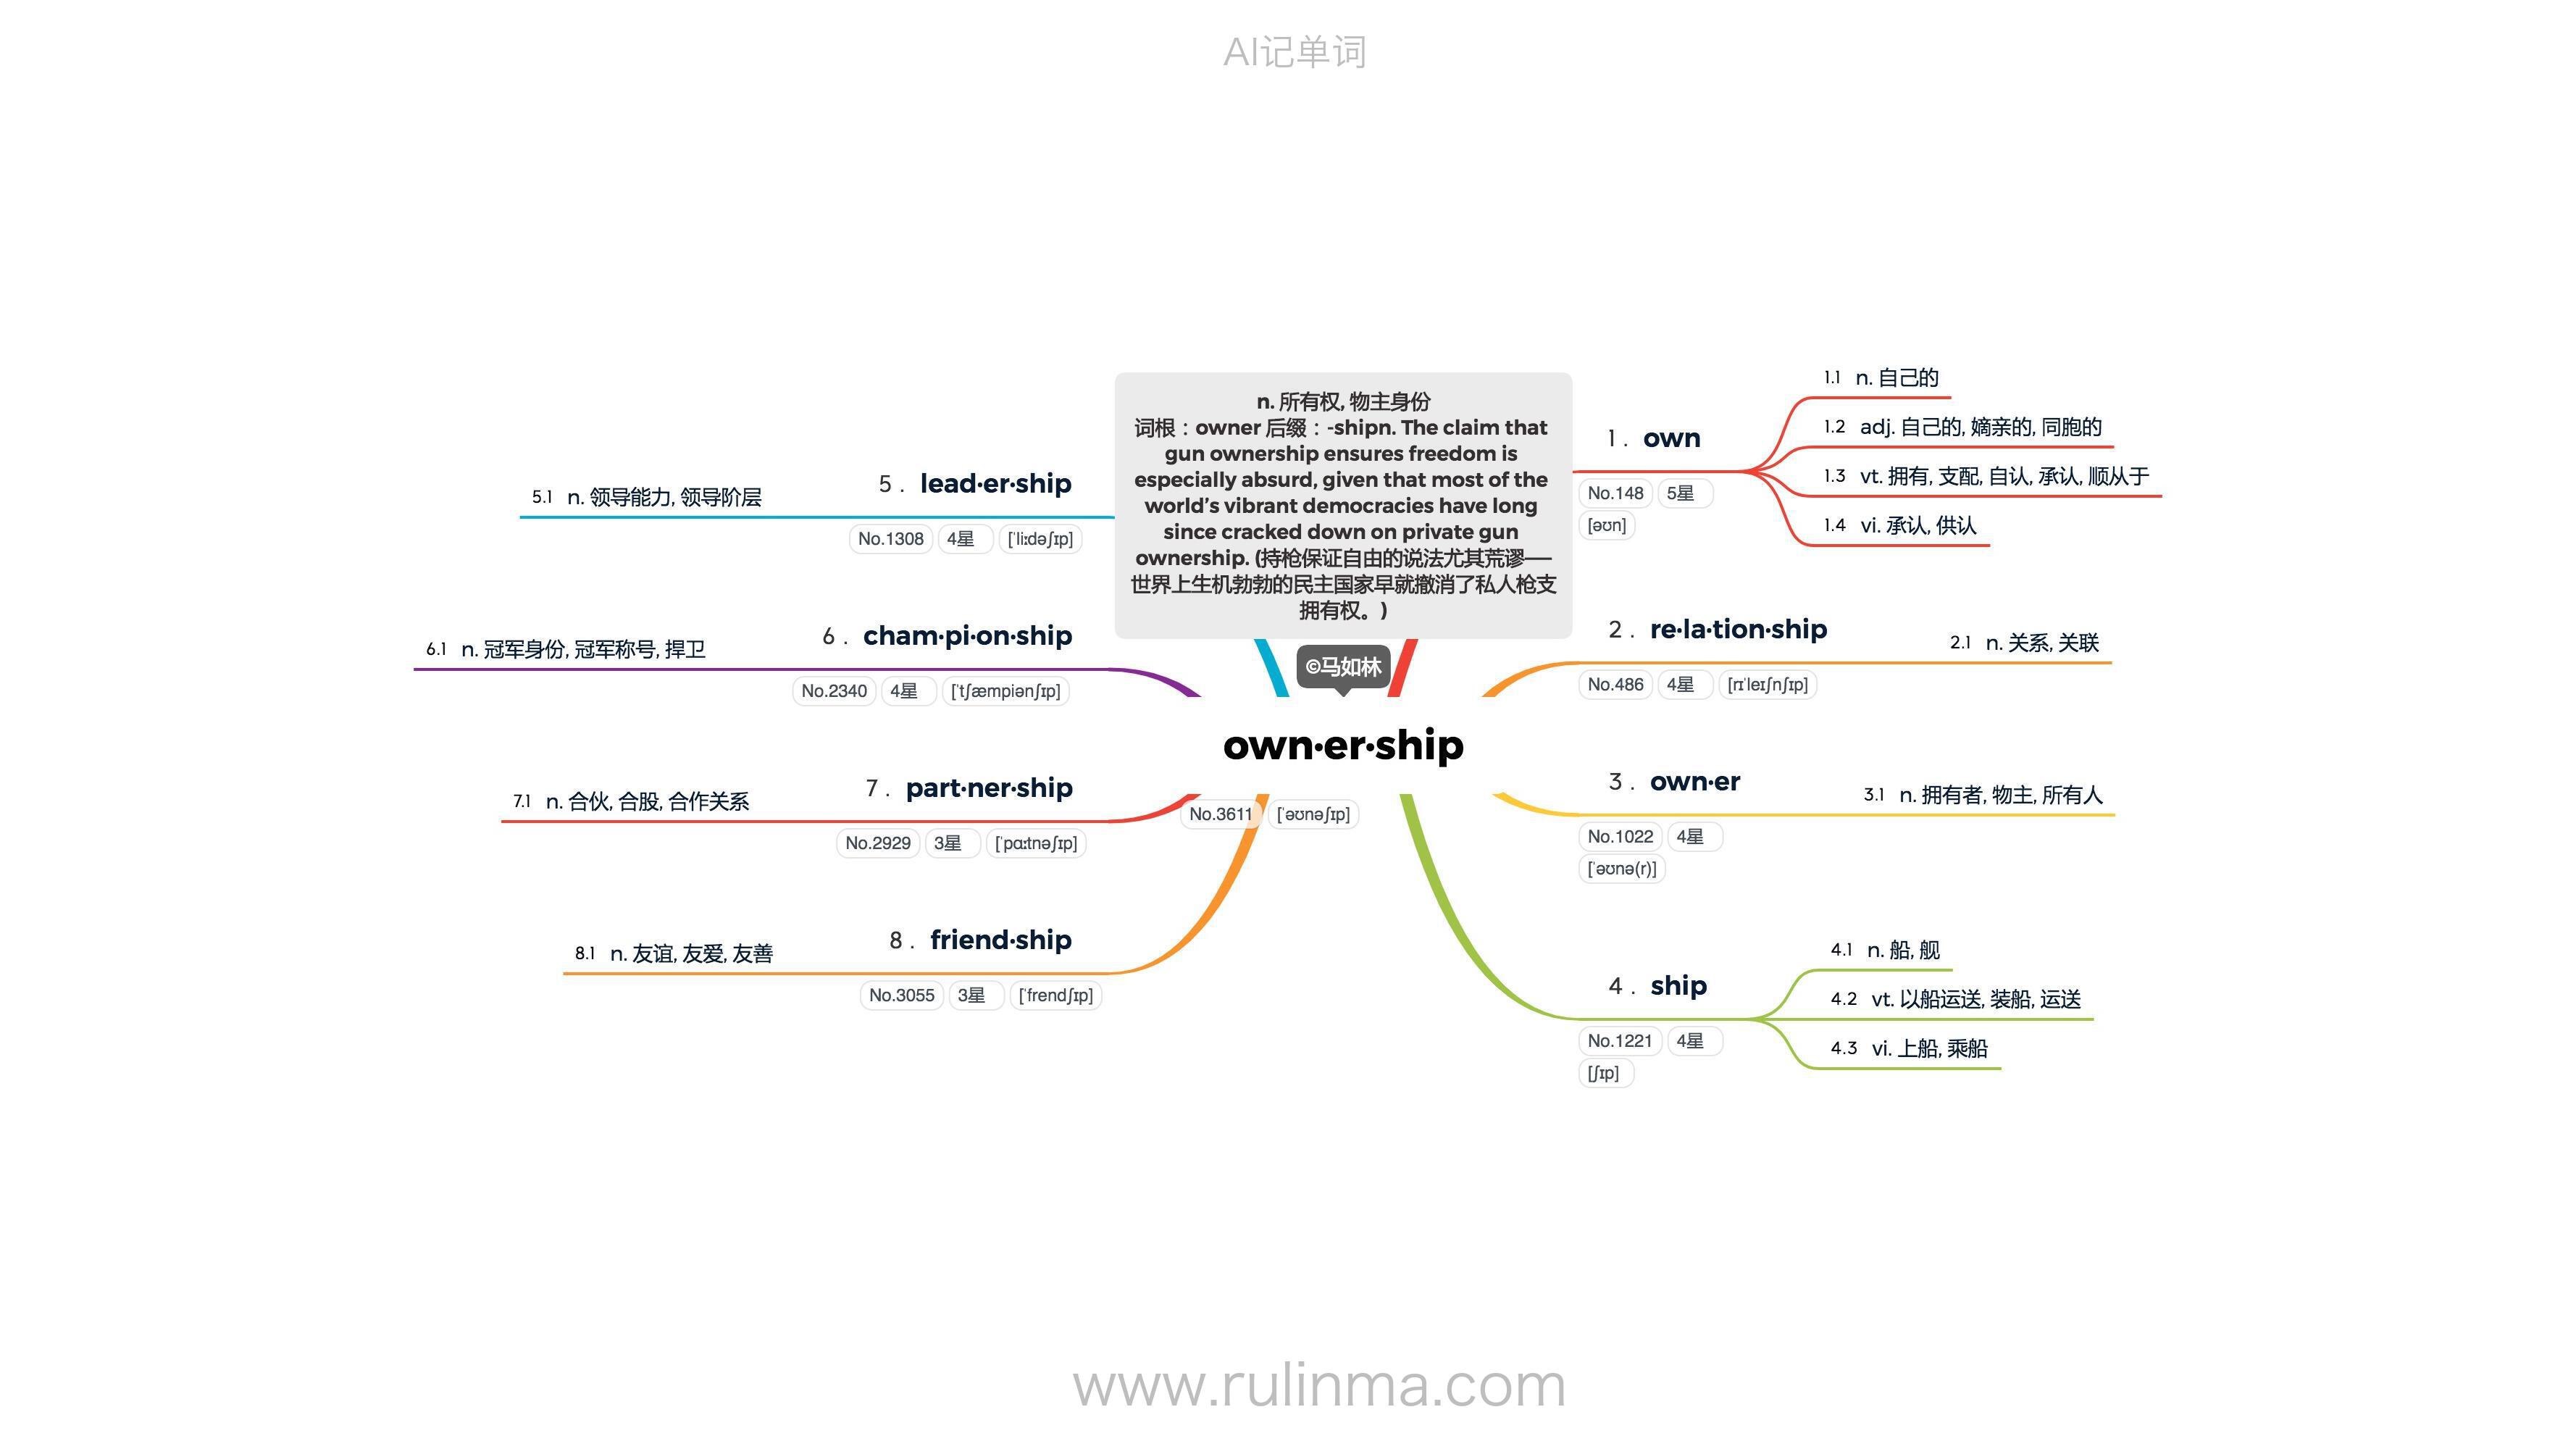 AI记单词
n. 所有权, 物主身份
词根：owner 后缀：-shipn. The claim that
gun ownership ensures freedom is
especially absurd, given that most of the
world’s vibrant democracies have long
since cracked down on private gun
ownership. (持枪保证自由的说法尤其荒谬——
世界上生机勃勃的民主国家早就撤消了私人枪支
拥有权。)
©马如林
own·er·ship
No.3611 [ˈəʊnəʃɪp]
1. own
No.148 5星
[əʊn]
1.1 n. 自己的
1.2 adj. 自己的, 嫡亲的, 同胞的
1.3 vt. 拥有, 支配, 自认, 承认, 顺从于
1.4 vi. 承认, 供认
2. re·la·tion·ship
No.486 4星 [rɪˈleɪʃnʃɪp]
2.1 n. 关系, 关联
3. own·er
No.1022 4星
[ˈəʊnə(r)]
3.1 n. 拥有者, 物主, 所有人
4. ship
No.1221 4星
[ʃɪp]
4.1 n. 船, 舰
4.2 vt. 以船运送, 装船, 运送
4.3 vi. 上船, 乘船
5. lead·er·ship
No.1308 4星 [ˈliːdəʃɪp]
5.1 n. 领导能力, 领导阶层
6. cham·pi·on·ship
No.2340 4星 [ˈtʃæmpiənʃɪp]
6.1 n. 冠军身份, 冠军称号, 捍卫
7. part·ner·ship
No.2929 3星 [ˈpɑːtnəʃɪp]
7.1 n. 合伙, 合股, 合作关系
8. friend·ship
No.3055 3星 [ˈfrendʃɪp]
8.1 n. 友谊, 友爱, 友善
www.rulinma.com